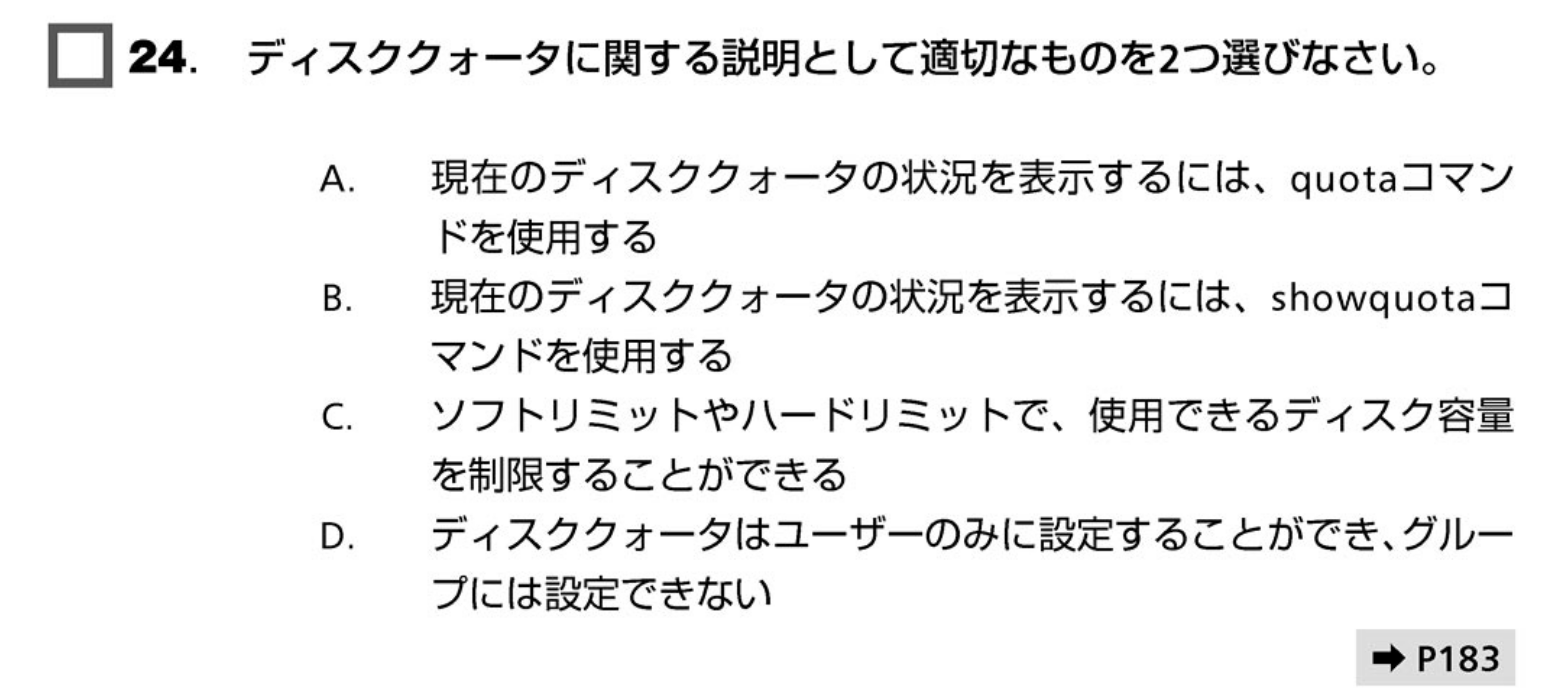 24. ディスククォータに関する説明として適切なものを2つ選びなさい。
A. 現在のディスククォータの状況を表示するには、quotaコマン
ドを使用する
B. 現在のディスククォータの状況を表示するには、showquotaコ
マンドを使用する
C. ソフトリミットやハードリミットで、使用できるディスク容量
を制限することができる
D. ディスククォータはユーザーのみに設定することができ、グルー
プには設定できない
➡ P183